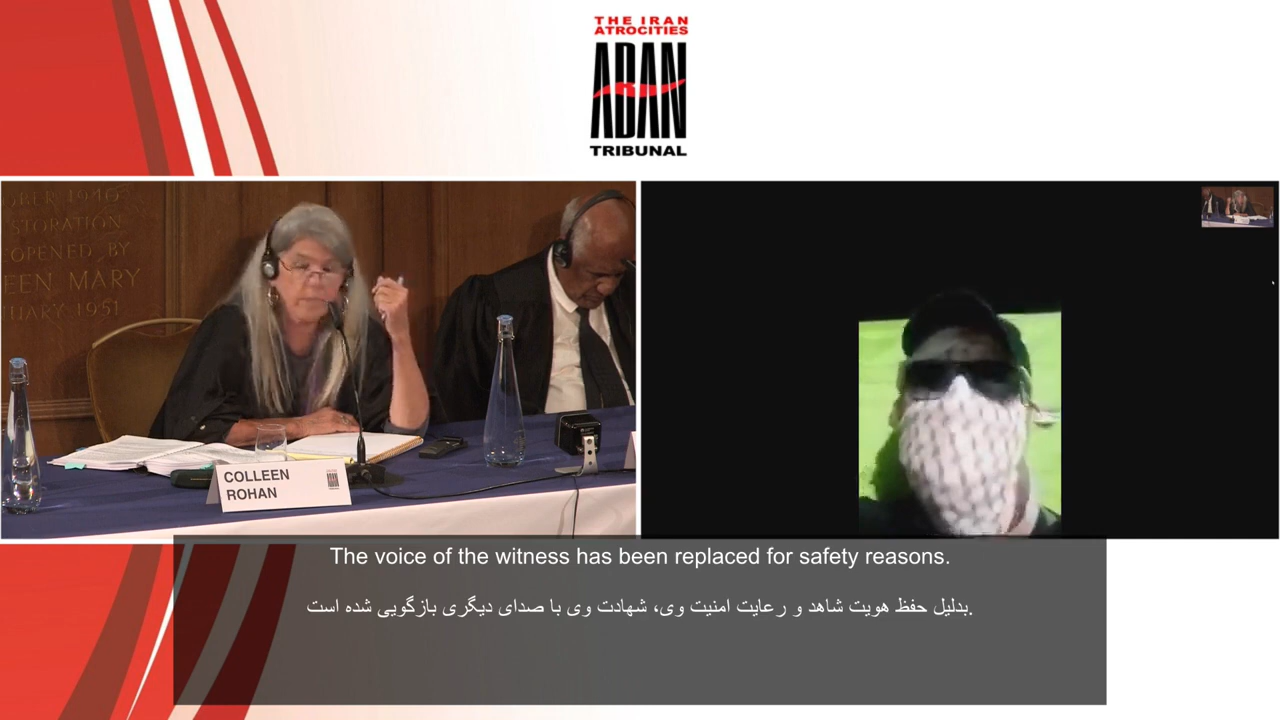 THE IRAN
ATROCITIES
ABAN
TRIBUNAL
STORATION
OPENED BY
EEN MARY
UARY 1951
COLLEEN
ROHAN
The voice of the witness has been replaced for safety reasons.
بدلیل حفظ هویت شاهد و رعایت امنیت وی، شهادت وی با صدای دیگری بازگویی شده است.